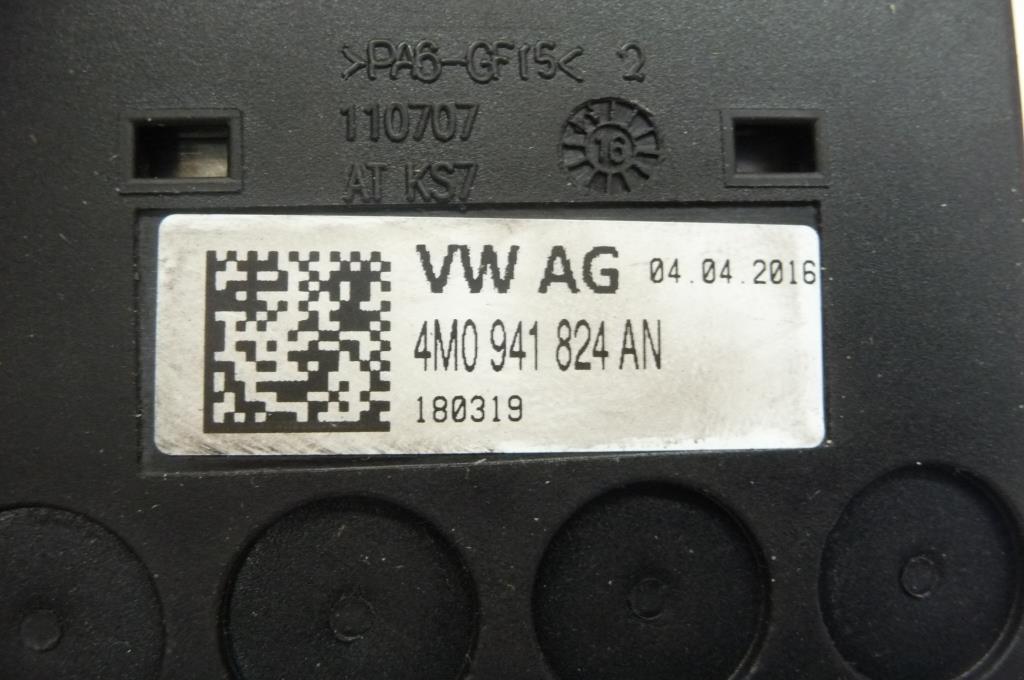 >PA6-GF15< 2
110707
16
AT KS7
VW AG 04.04.2016
4M0 941 824 AN
180319